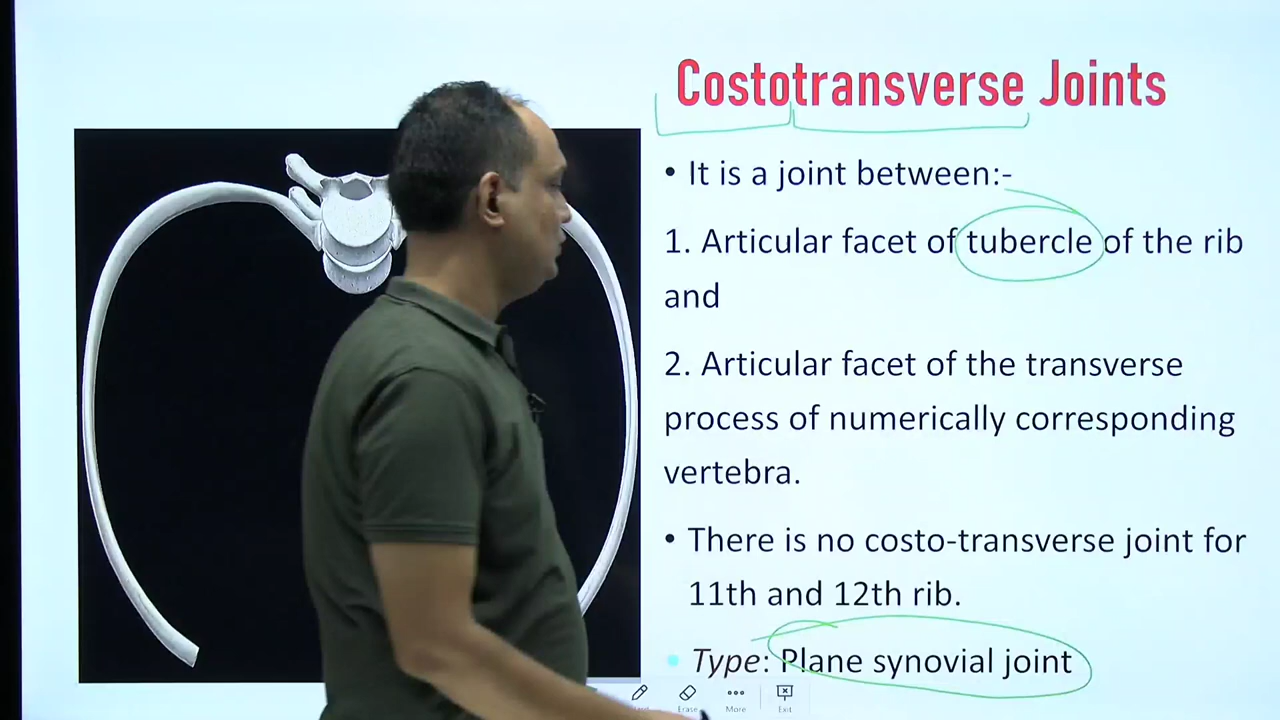 Costotransverse Joints
• It is a joint between:-
1. Articular facet of tubercle of the rib
and
2. Articular facet of the transverse
process of numerically corresponding
vertebra.
• There is no costo-transverse joint for
11th and 12th rib.
• Type: Plane synovial joint
Erase More Exit